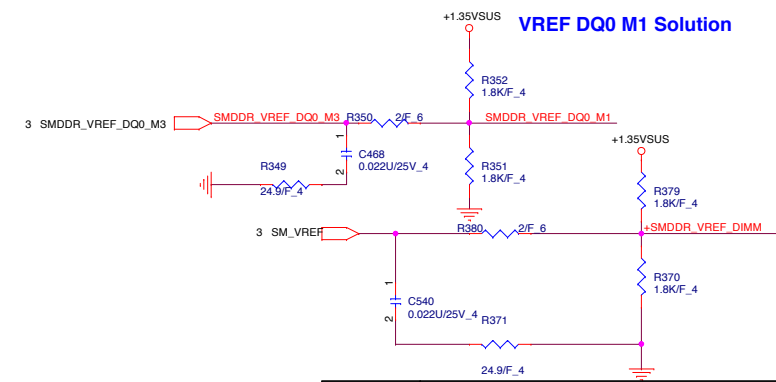 +1.35VSUS
VREF DQ0 M1 Solution
R352
1.8K/F_4
3 SMDDR_VREF_DQ0_M3
SMDDR_VREF_DQ0_M3
R350
2/F_6
SMDDR_VREF_DQ0_M1
1
C468
0.022U/25V_4
2
R349
24.9/F_4
R351
1.8K/F_4
+1.35VSUS
R379
1.8K/F_4
3 SM_VREF
R380
2/F_6
+SMDDR_VREF_DIMM
1
C540
0.022U/25V_4
2
R371
24.9/F_4
R370
1.8K/F_4